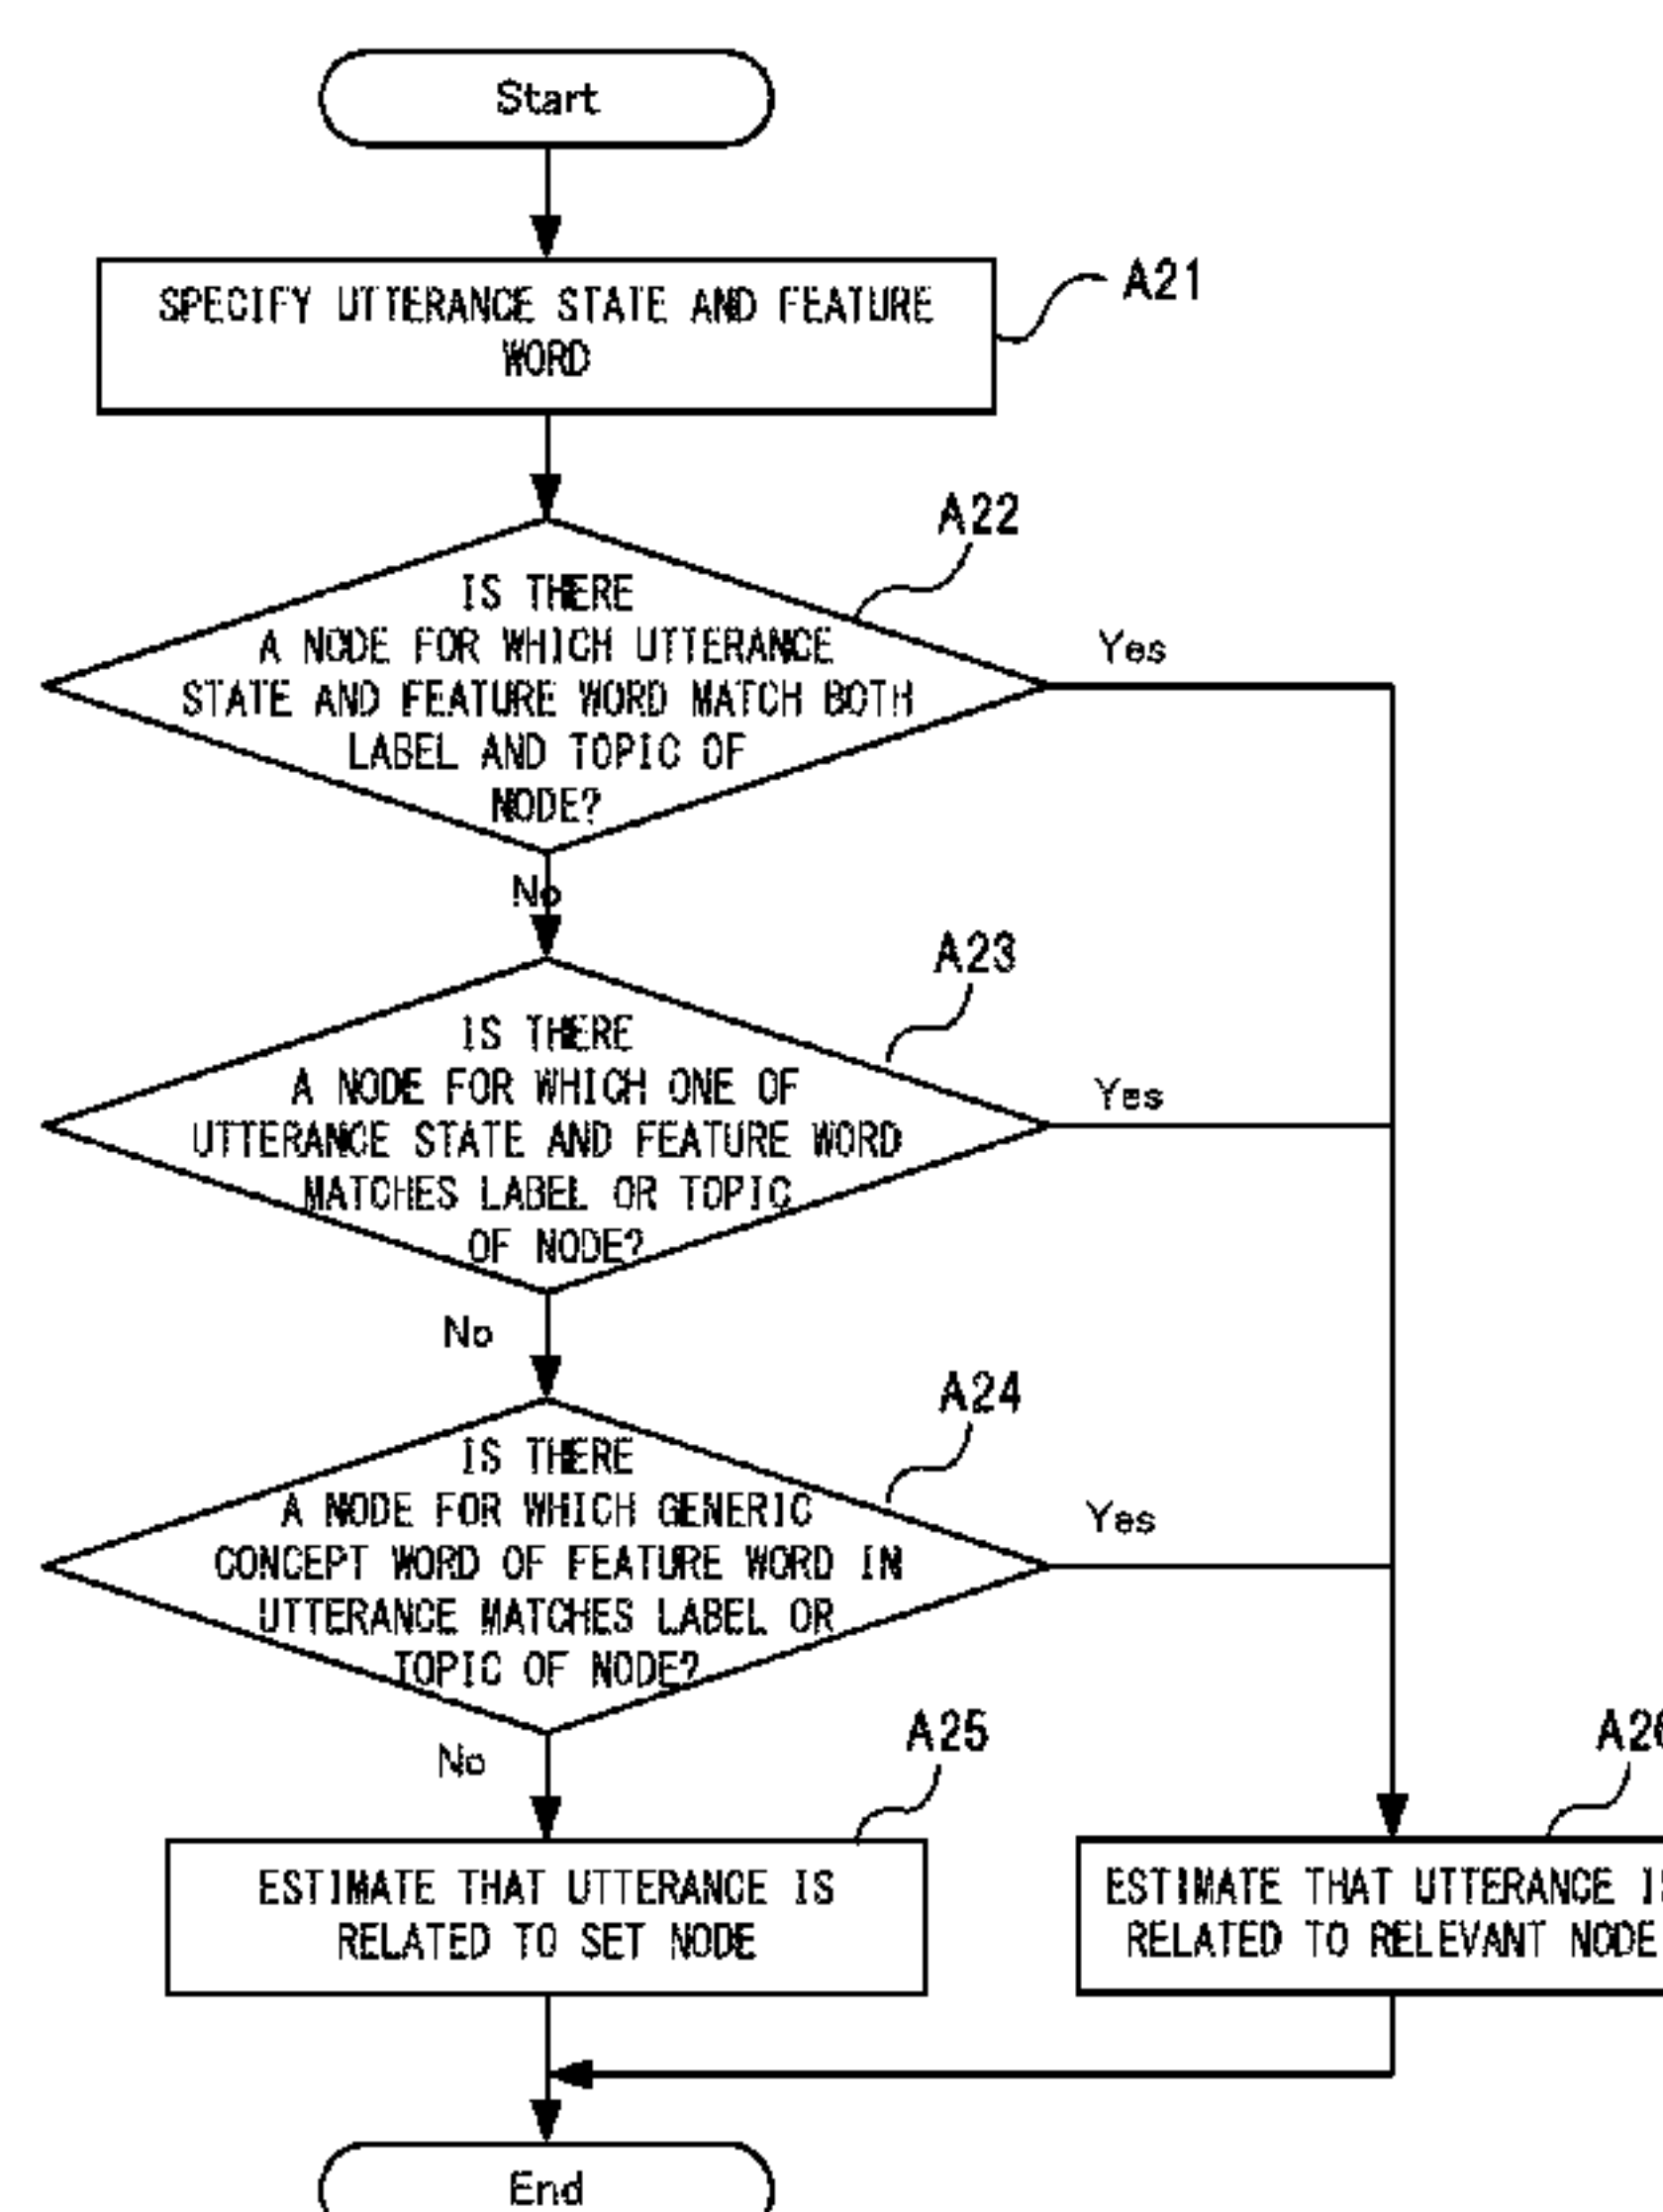 Start
SPECIFY UTTERANCE STATE AND FEATURE
WORD
A21
A22
IS THERE
A NODE FOR WHICH UTTERANCE
STATE AND FEATURE WORD MATCH BOTH
LABEL AND TOPIC OF
NODE?
Yes
No
A23
IS THERE
A NODE FOR WHICH ONE OF
UTTERANCE STATE AND FEATURE WORD
MATCHES LABEL OR TOPIC
OF NODE?
Yes
No
A24
IS THERE
A NODE FOR WHICH GENERIC
CONCEPT WORD OF FEATURE WORD IN
UTTERANCE MATCHES LABEL OR
TOPIC OF NODE?
Yes
No
A25
ESTIMATE THAT UTTERANCE IS
RELATED TO SET NODE
ESTIMATE THAT UTTERANCE IS
RELATED TO RELEVANT NODE
End